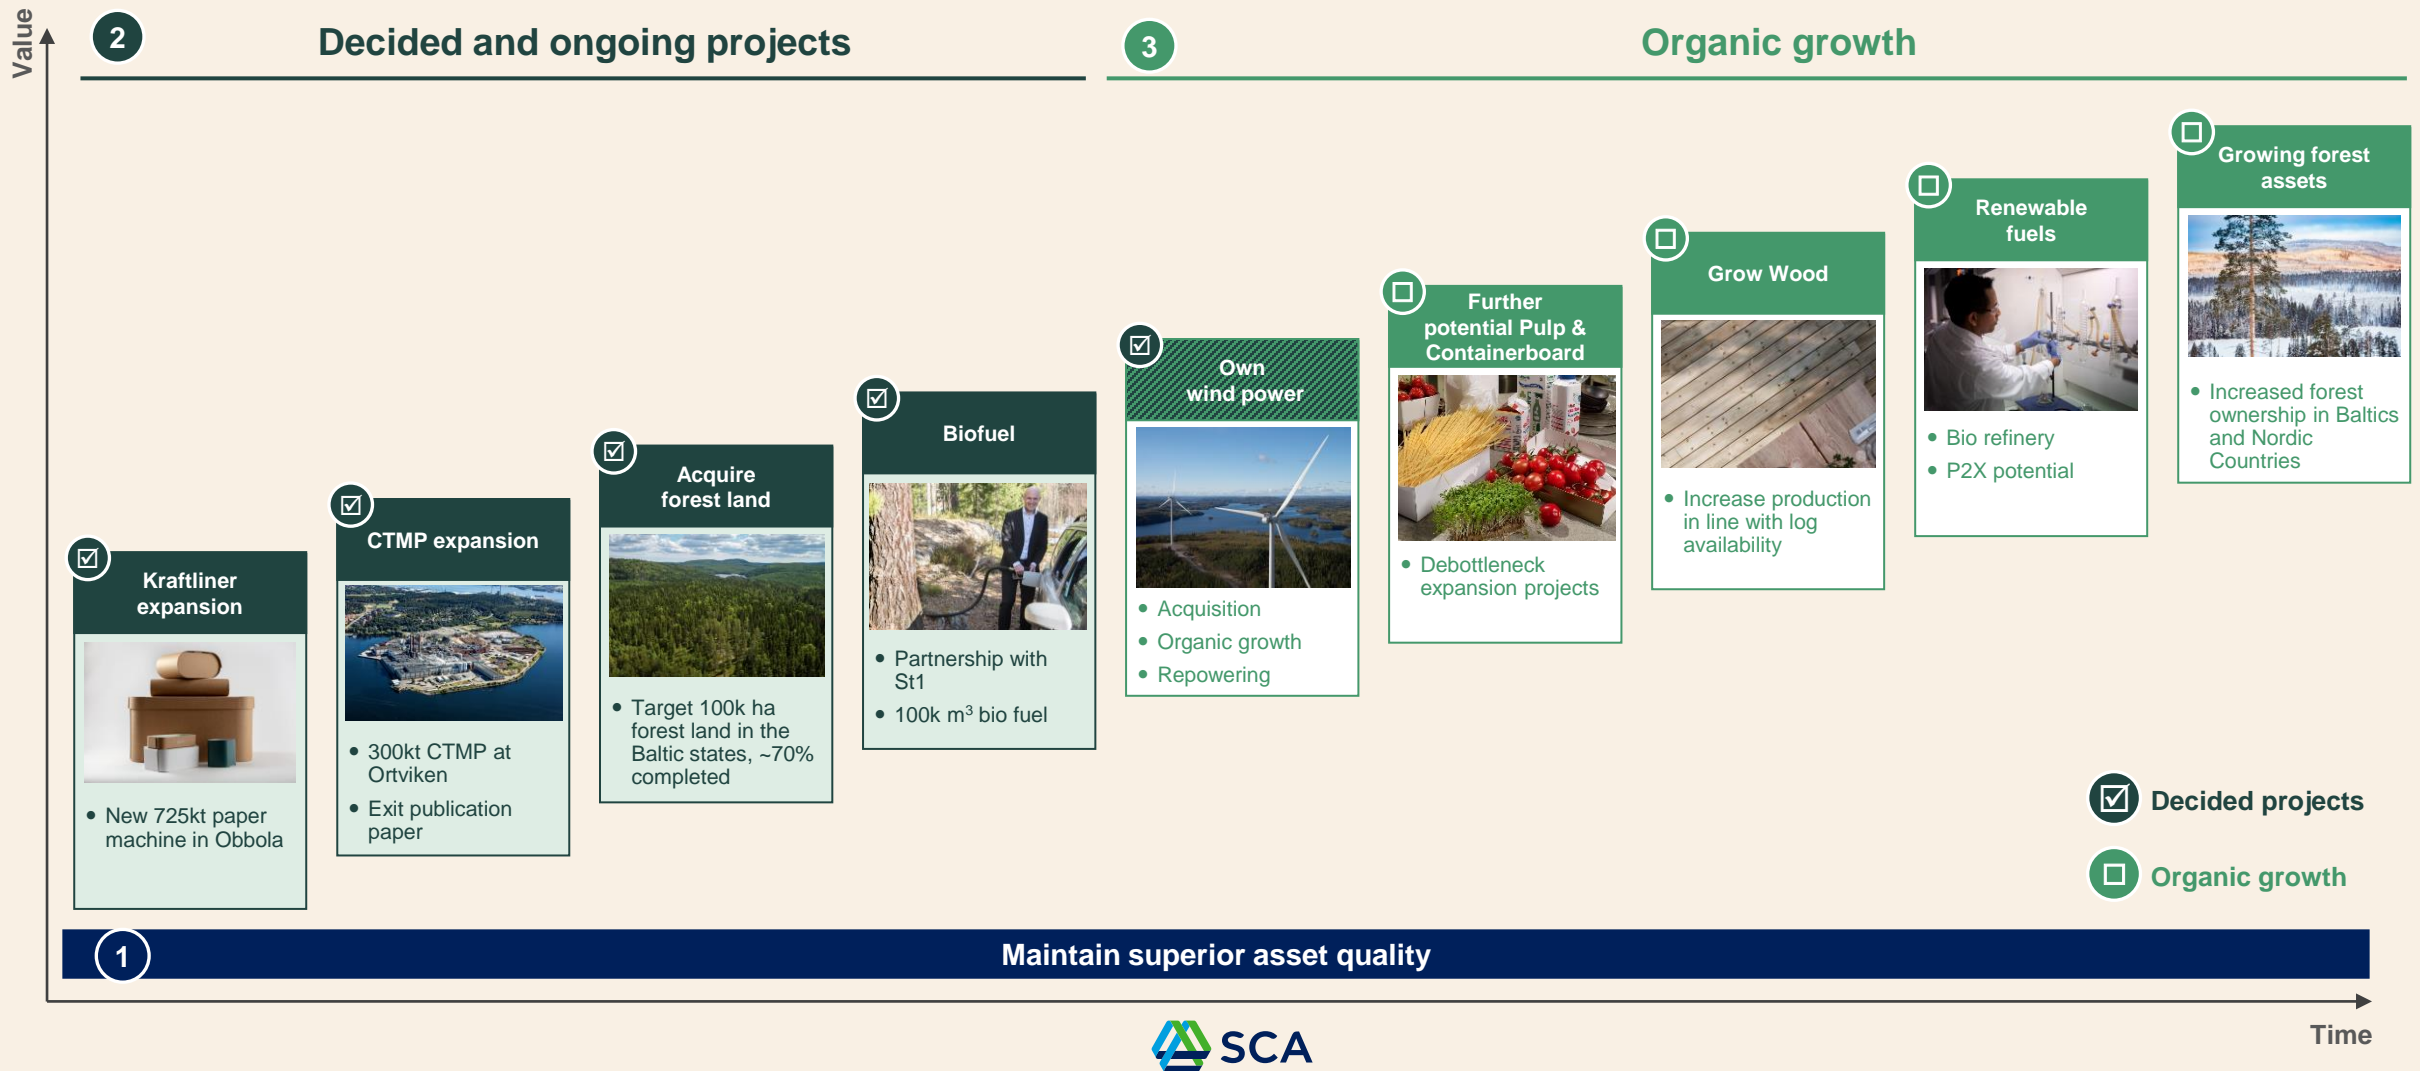 Value
2
Decided and ongoing projects
3
Organic growth
Kraftliner
expansion
• New 725kt paper
machine in Obbola
CTMP expansion
• 300kt CTMP at
Ortviken
• Exit publication
paper
Acquire
forest land
• Target 100k ha
forest land in the
Baltic states, ~70%
completed
Biofuel
• Partnership with
St1
• 100k m³ bio fuel
Own
wind power
• Acquisition
• Organic growth
• Repowering
Further
potential Pulp &
Containerboard
• Debottleneck
expansion projects
Grow Wood
• Increase production
in line with log
availability
Renewable
fuels
• Bio refinery
• P2X potential
Growing forest
assets
• Increased forest
ownership in Baltics
and Nordic
Countries
Decided projects
Organic growth
1
Maintain superior asset quality
Time
SCA